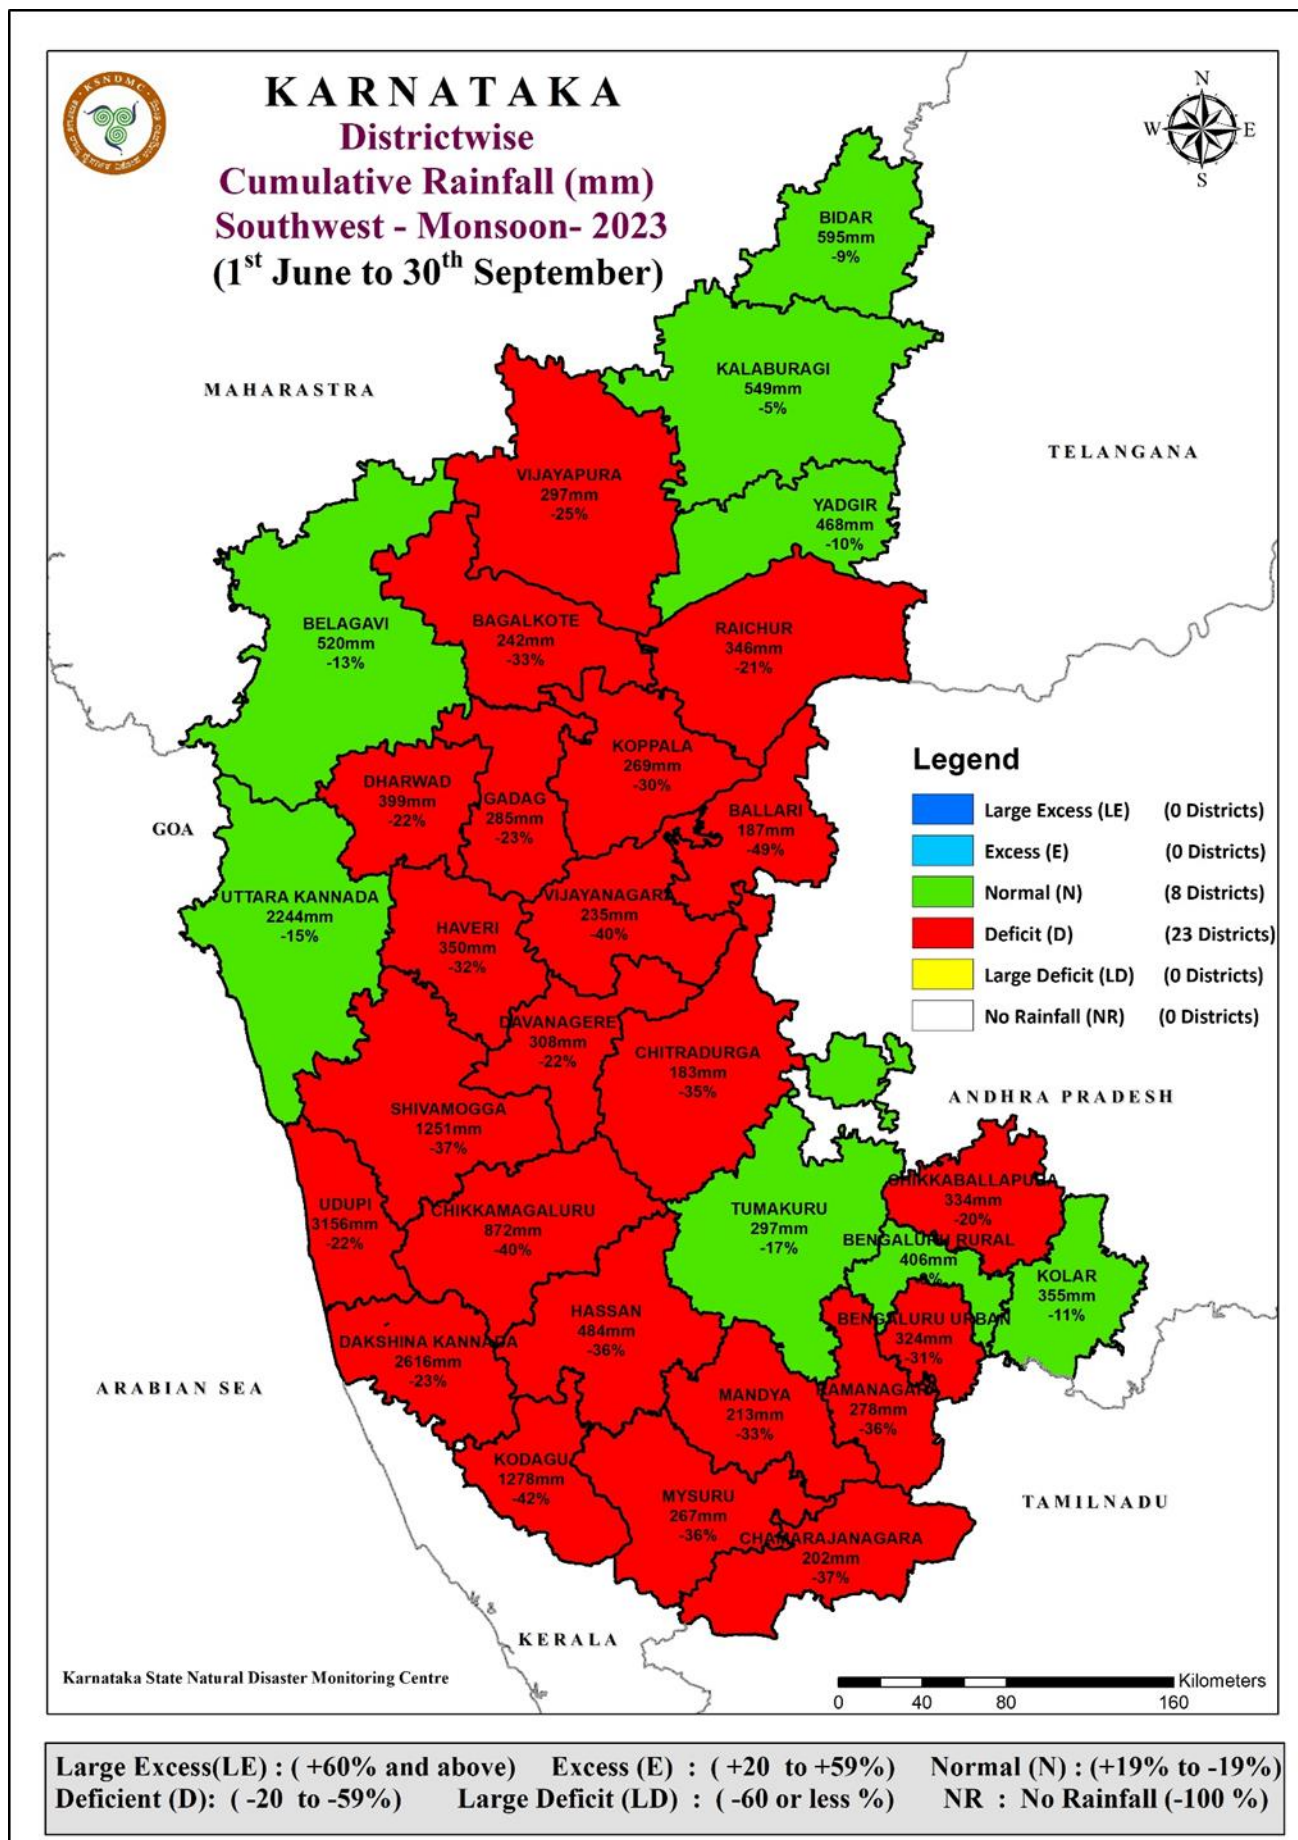 KSNDMC
KARNATAKA
Districtwise
Cumulative Rainfall (mm)
Southwest - Monsoon- 2023
(1st June to 30th September)
N
W E
S
BIDAR
595mm
-9%
KALABURAGI
549mm
-5%
MAHARASTRA
TELANGANA
VIJAYAPURA
297mm
-25%
YADGIR
468mm
-10%
BELAGAVI
520mm
-13%
BAGALKOTE
242mm
-33%
RAICHUR
346mm
-21%
KOPPALA
269mm
-30%
DHARWAD
399mm
-22%
GADAG
285mm
-23%
BALLARI
187mm
-49%
GOA
UTTARA KANNADA
2244mm
-15%
HAVERI
350mm
-32%
VIJAYANAGARA
235mm
-40%
DAVANAGERE
308mm
-22%
CHITRADURGA
183mm
-35%
SHIVAMOGGA
1251mm
-37%
Legend
Large Excess (LE) (0 Districts)
Excess (E) (0 Districts)
Normal (N) (8 Districts)
Deficit (D) (23 Districts)
Large Deficit (LD) (0 Districts)
No Rainfall (NR) (0 Districts)
ANDHRA PRADESH
UDUPI
3156mm
-22%
CHIKKAMAGALURU
872mm
-40%
TUMAKURU
297mm
-17%
CHIKKABALLAPURA
334mm
-20%
BENGALURU RURAL
406mm
KOLAR
355mm
-11%
HASSAN
484mm
-36%
BENGALURU URBAN
324mm
-31%
DAKSHINA KANNADA
2616mm
-23%
ARABIAN SEA
MANDYA
213mm
-33%
RAMANAGARA
278mm
-36%
KODAGU
1278mm
-42%
MYSURU
267mm
-36%
TAMILNADU
CHAMARAJANAGARA
202mm
-37%
KERALA
Karnataka State Natural Disaster Monitoring Centre
Kilometers
0 40 80 160
Large Excess(LE) : ( +60% and above) Excess (E) : ( +20 to +59%) Normal (N) : (+19% to -19%)
Deficient (D): ( -20 to -59%) Large Deficit (LD) : ( -60 or less %) NR : No Rainfall (-100 %)